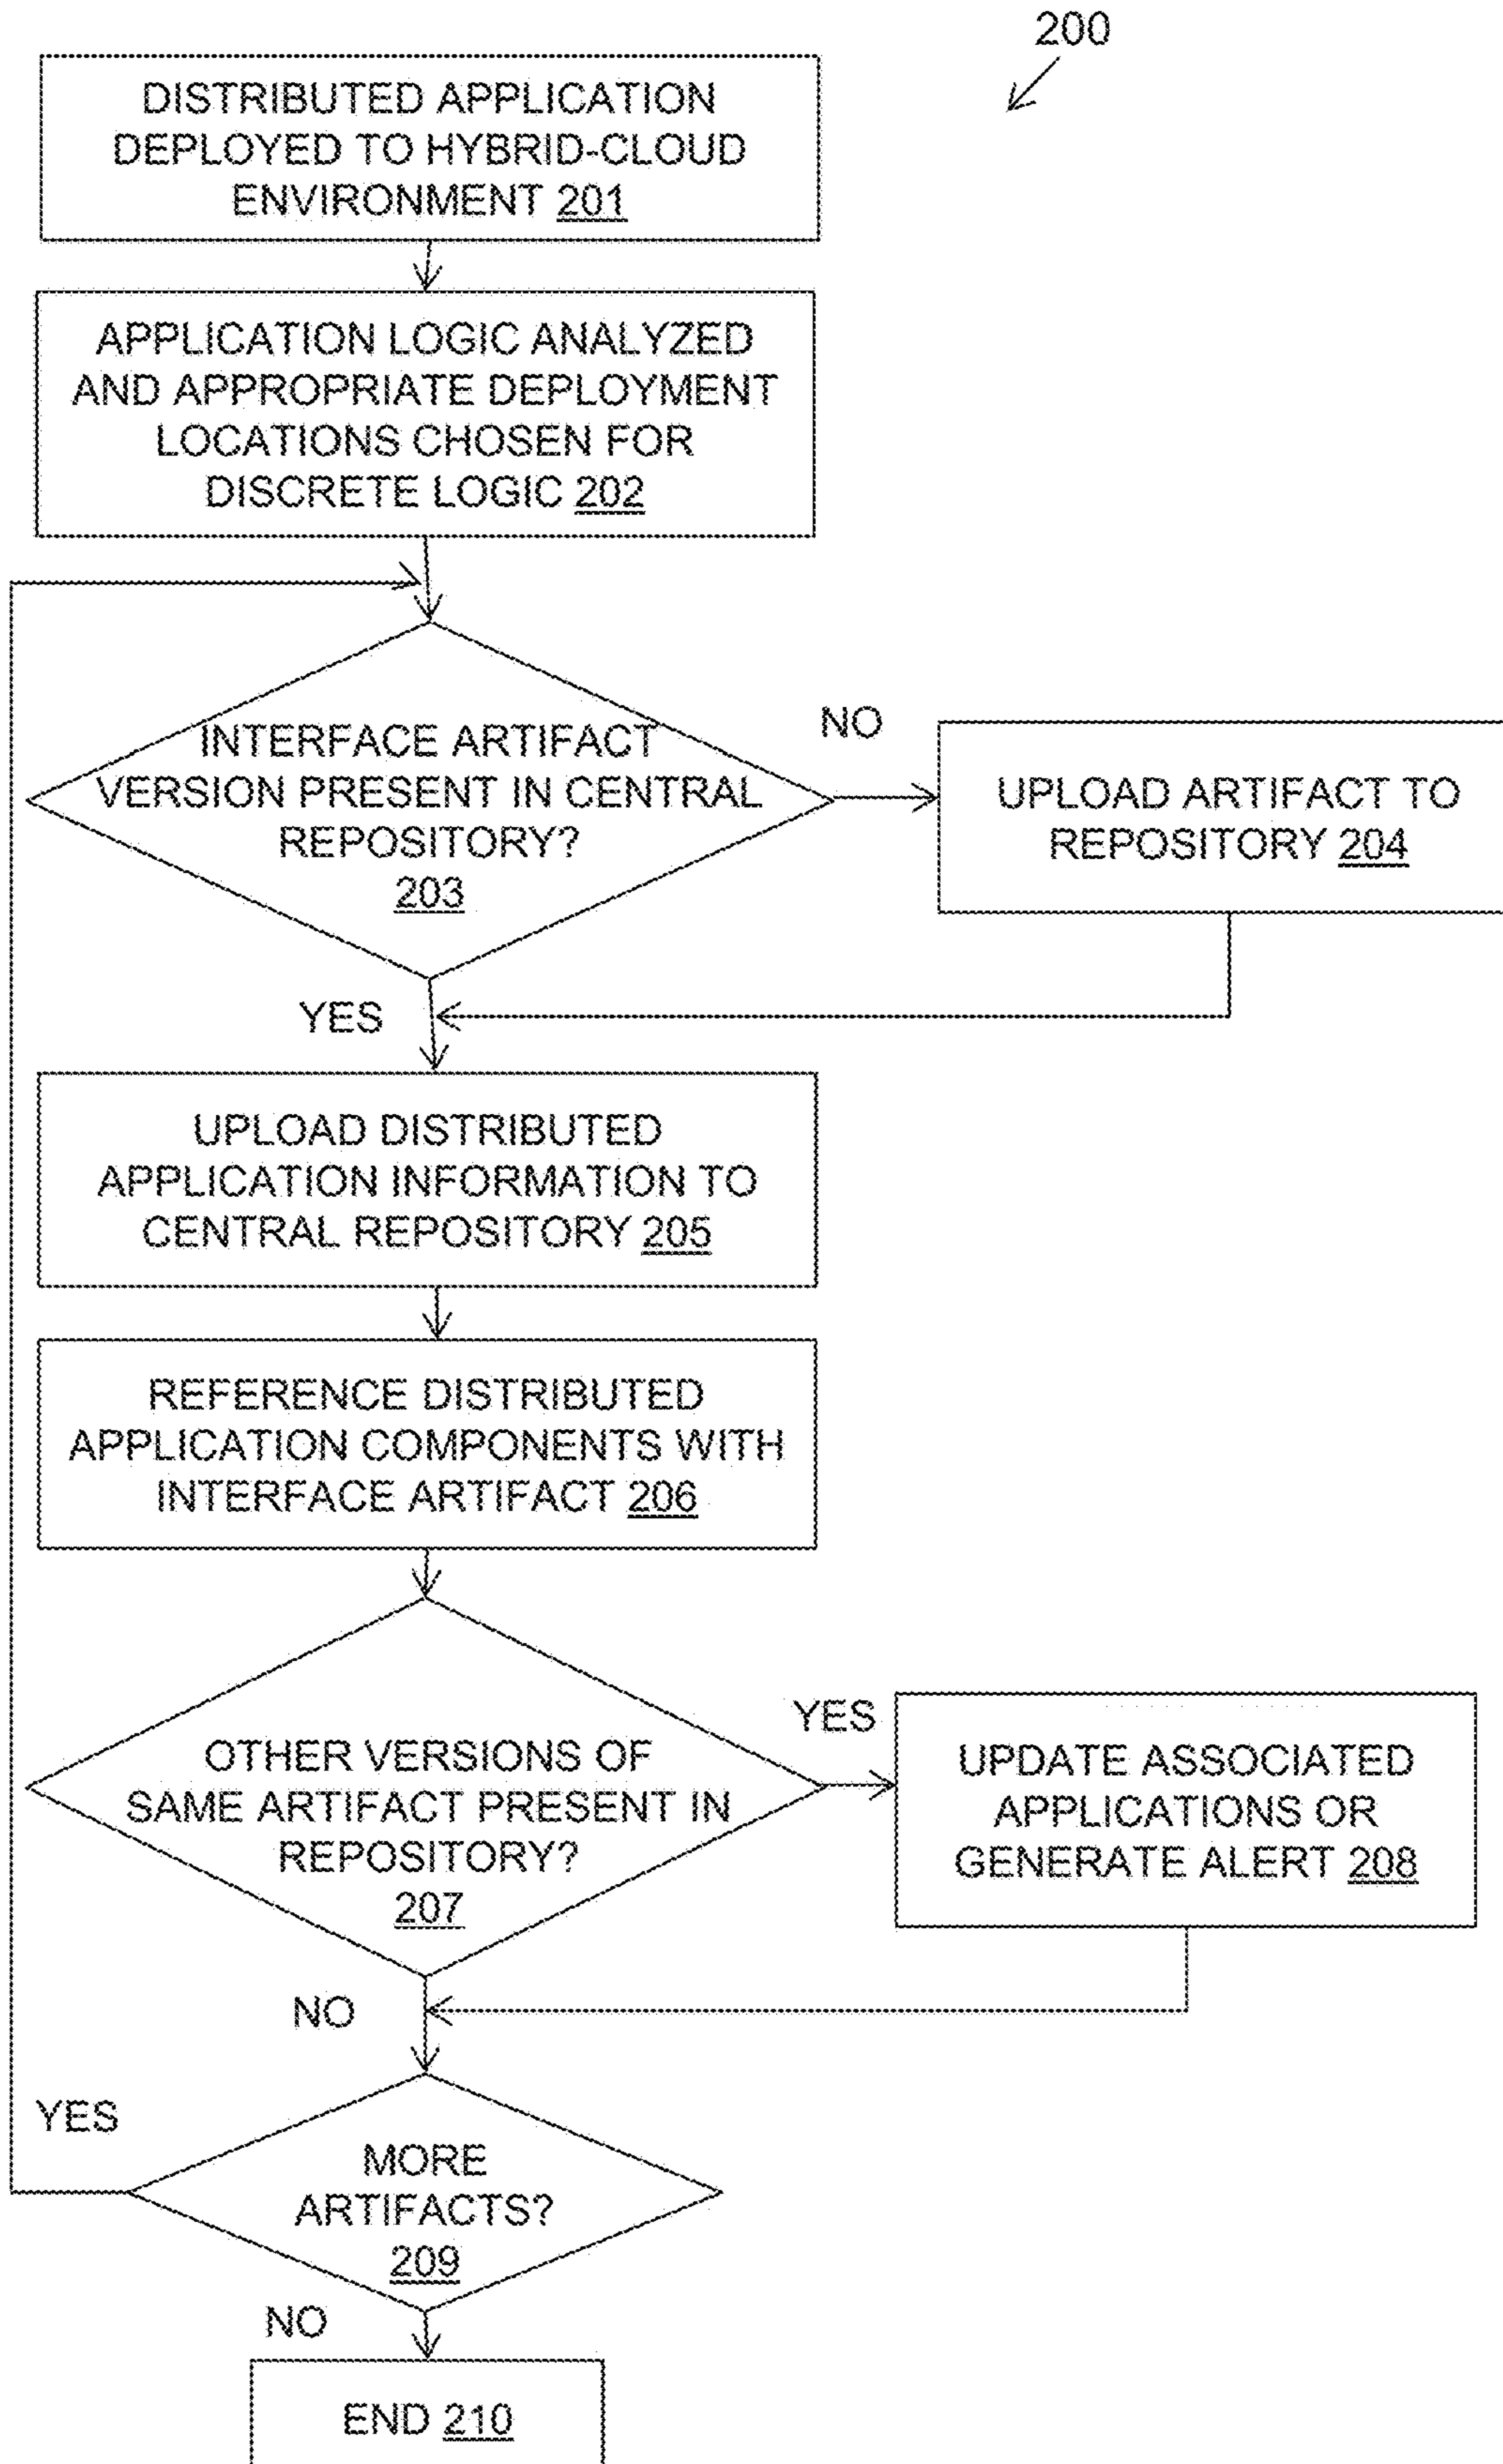 200
DISTRIBUTED APPLICATION
DEPLOYED TO HYBRID-CLOUD
ENVIRONMENT 201
APPLICATION LOGIC ANALYZED
AND APPROPRIATE DEPLOYMENT
LOCATIONS CHOSEN FOR
DISCRETE LOGIC 202
INTERFACE ARTIFACT
VERSION PRESENT IN CENTRAL
REPOSITORY?
203
NO
UPLOAD ARTIFACT TO
REPOSITORY 204
YES
UPLOAD DISTRIBUTED
APPLICATION INFORMATION TO
CENTRAL REPOSITORY 205
REFERENCE DISTRIBUTED
APPLICATION COMPONENTS WITH
INTERFACE ARTIFACT 206
OTHER VERSIONS OF
SAME ARTIFACT PRESENT IN
REPOSITORY?
207
YES
UPDATE ASSOCIATED
APPLICATIONS OR
GENERATE ALERT 208
NO
YES
MORE
ARTIFACTS?
209
NO
END 210